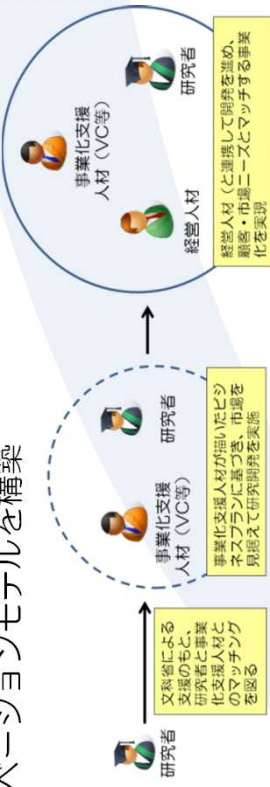 ベーションモデルを構築
研究者
文科省による
支援のもと、
研究者と事業
化支援人材と
のマッチング
を図る
事業化支援
人材（VC等）
研究者
事業化支援人材が描いたビジ
ネスプランに基づき、市場を
見据えて研究開発を実施
事業化支援
人材（VC等）
経営人材
研究者
経営人材（と連携して開発を進め、
顧客・市場ニーズとマッチする事業
化を実現